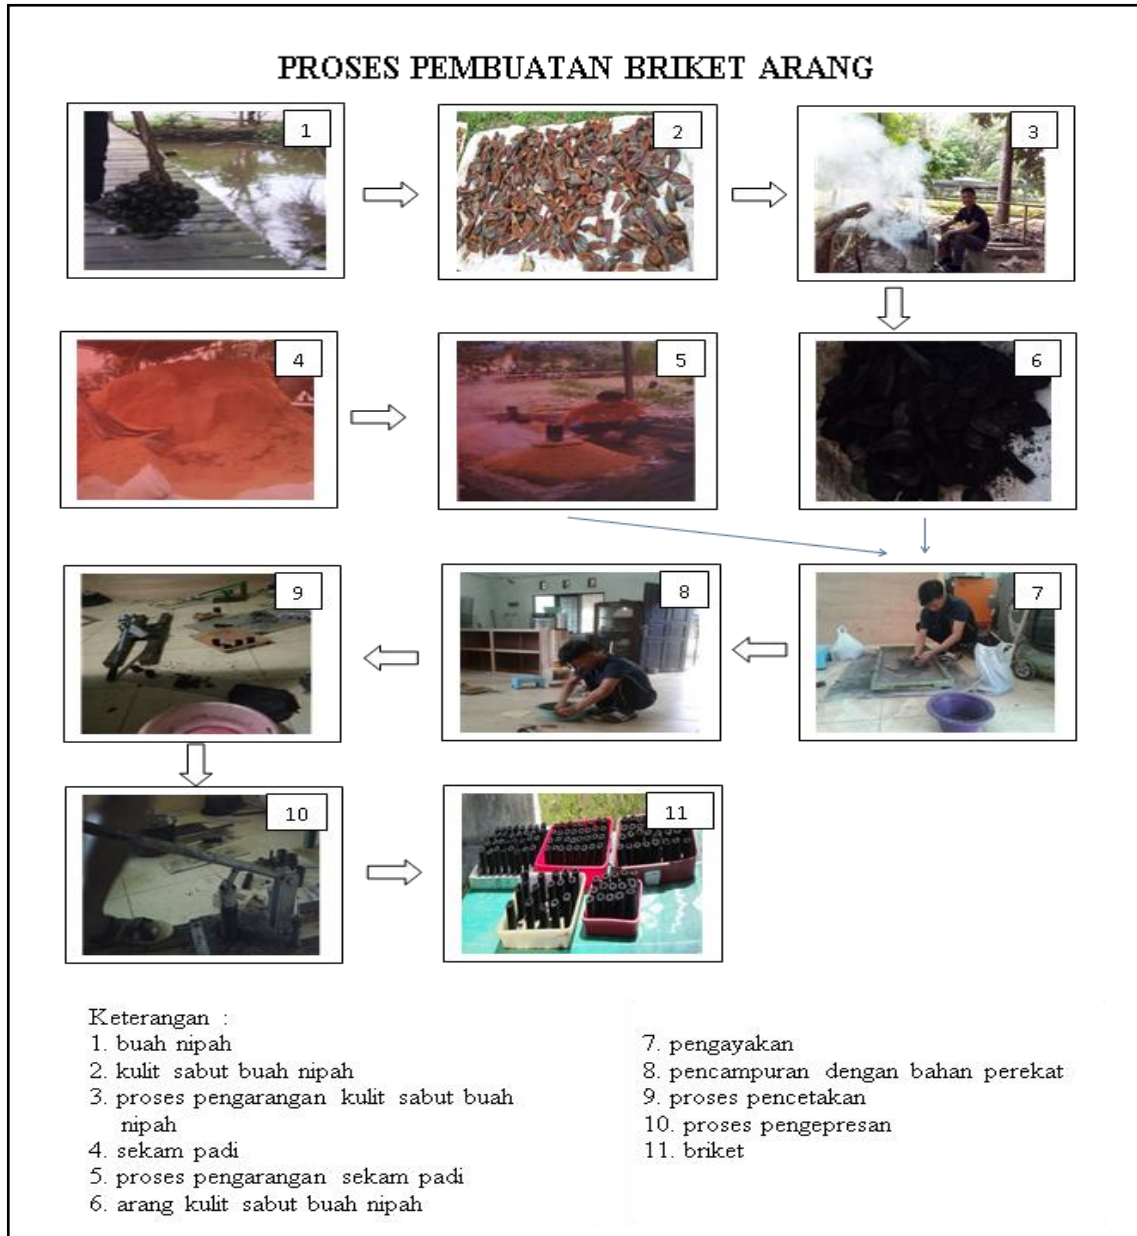 PROSES PEMBUATAN BRIKET ARANG
1
2
3
4
5
6
9
8
7
10
11
Keterangan :
1. buah nipah
2. kulit sabut buah nipah
3. proses pengarangan kulit sabut buah
nipah
4. sekam padi
5. proses pengarangan sekam padi
6. arang kulit sabut buah nipah
7. pengayakan
8. pencampuran dengan bahan perekat
9. proses pencetakan
10. proses pengepresan
11. briket